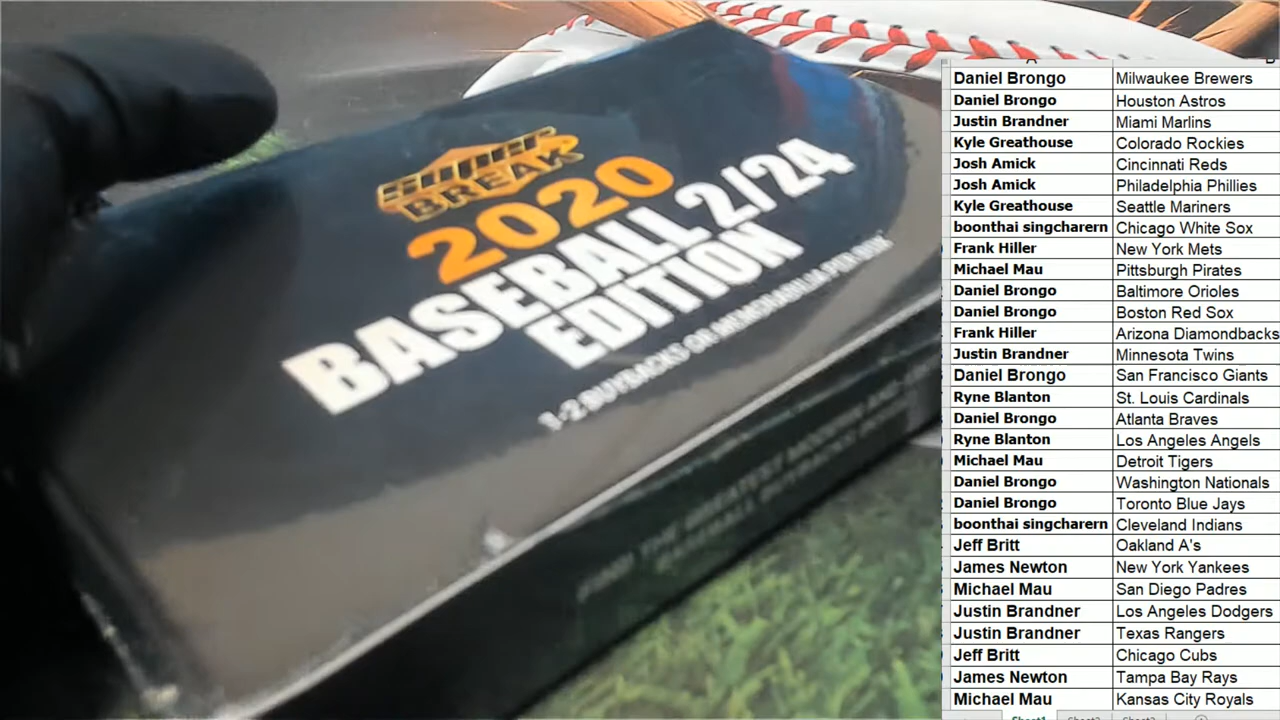 SUPER
BREAK
2020
BASEBALL 2/24
EDITION
1-2 BUYBACKS OR MEMORABILIA PER BOX
A
B
Daniel Brongo Milwaukee Brewers
Daniel Brongo Houston Astros
Justin Brandner Miami Marlins
Kyle Greathouse Colorado Rockies
Josh Amick Cincinnati Reds
Josh Amick Philadelphia Phillies
Kyle Greathouse Seattle Mariners
boonthai singcharern Chicago White Sox
Frank Hiller New York Mets
Michael Mau Pittsburgh Pirates
Daniel Brongo Baltimore Orioles
Daniel Brongo Boston Red Sox
Frank Hiller Arizona Diamondbacks
Justin Brandner Minnesota Twins
Daniel Brongo San Francisco Giants
Ryne Blanton St. Louis Cardinals
Daniel Brongo Atlanta Braves
Ryne Blanton Los Angeles Angels
Michael Mau Detroit Tigers
Daniel Brongo Washington Nationals
Daniel Brongo Toronto Blue Jays
boonthai singcharern Cleveland Indians
Jeff Britt Oakland A's
James Newton New York Yankees
Michael Mau San Diego Padres
Justin Brandner Los Angeles Dodgers
Justin Brandner Texas Rangers
Jeff Britt Chicago Cubs
James Newton Tampa Bay Rays
Michael Mau Kansas City Royals
Sheet1 Sheet2 Sheet3